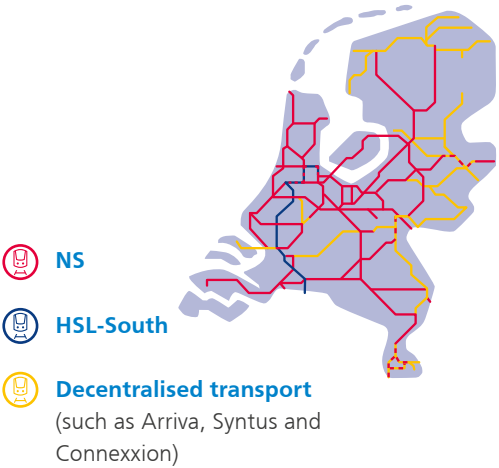 NS
HSL-South
Decentralised transport
(such as Arriva, Syntus and
Connexxion)